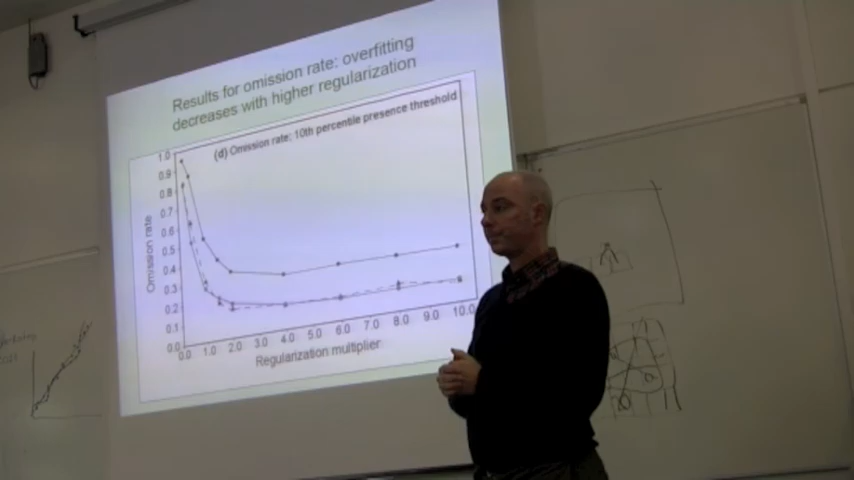 Results for omission rate: overfitting
decreases with higher regularization
(d) Omission rate: 10th percentile presence threshold
1.0
0.9
0.8
0.7
0.6
0.5
0.4
0.3
0.2
0.1
0.0
Omission rate
0.0 1.0 2.0 3.0 4.0 5.0 6.0 7.0 8.0 9.0 10.0
Regularization multiplier